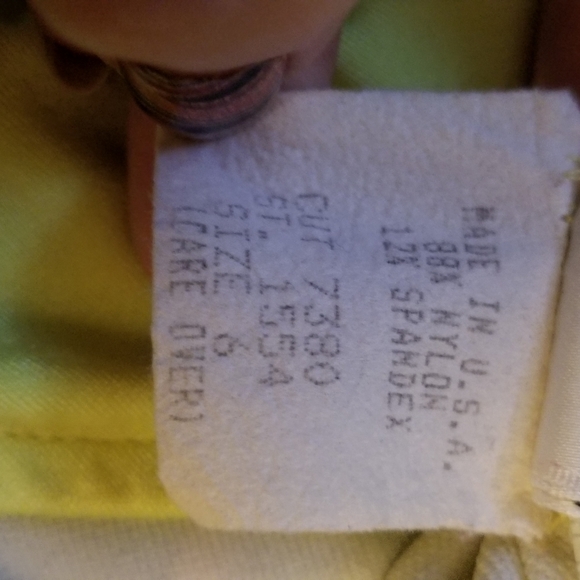 MADE IN U.S.A.
88% NYLON
12% SPANDEX
CUT 7380
ST. 1554
SIZE 6
(CARE OVER)